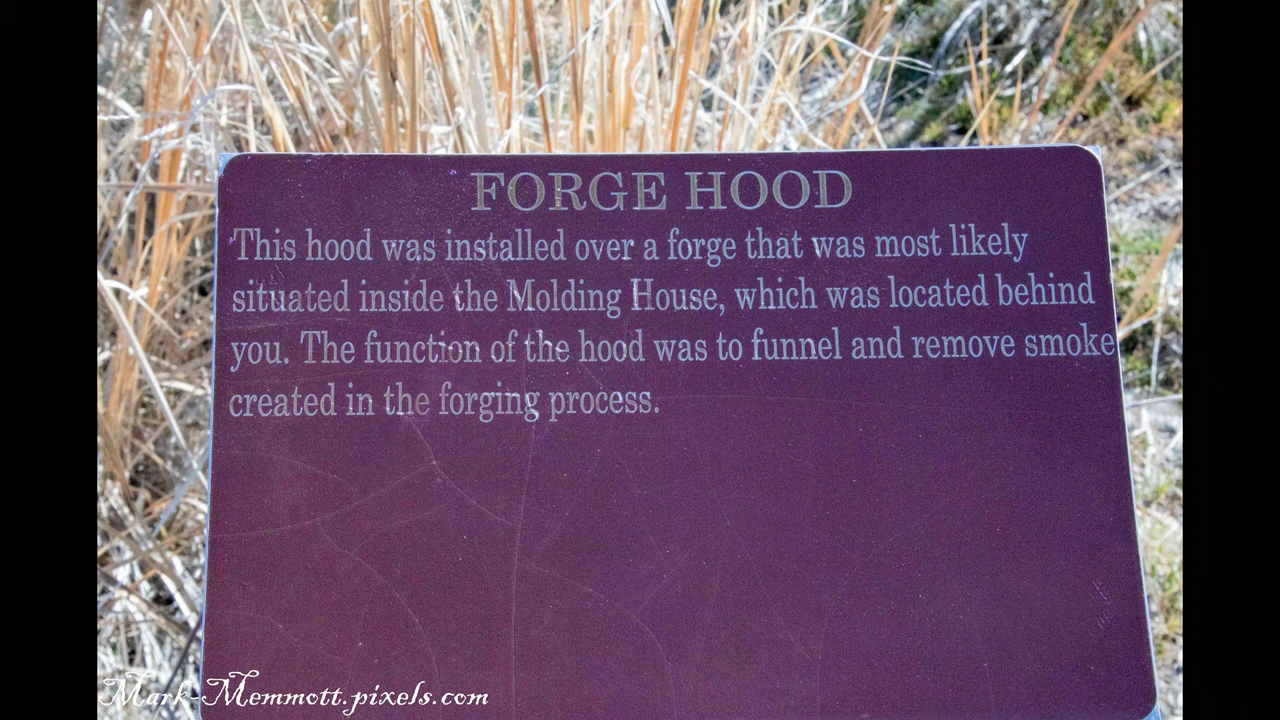 FORGE HOOD
This hood was installed over a forge that was most likely
situated inside the Molding House, which was located behind
you. The function of the hood was to funnel and remove smoke
created in the forging process.
Mark-Memmott.pixels.com